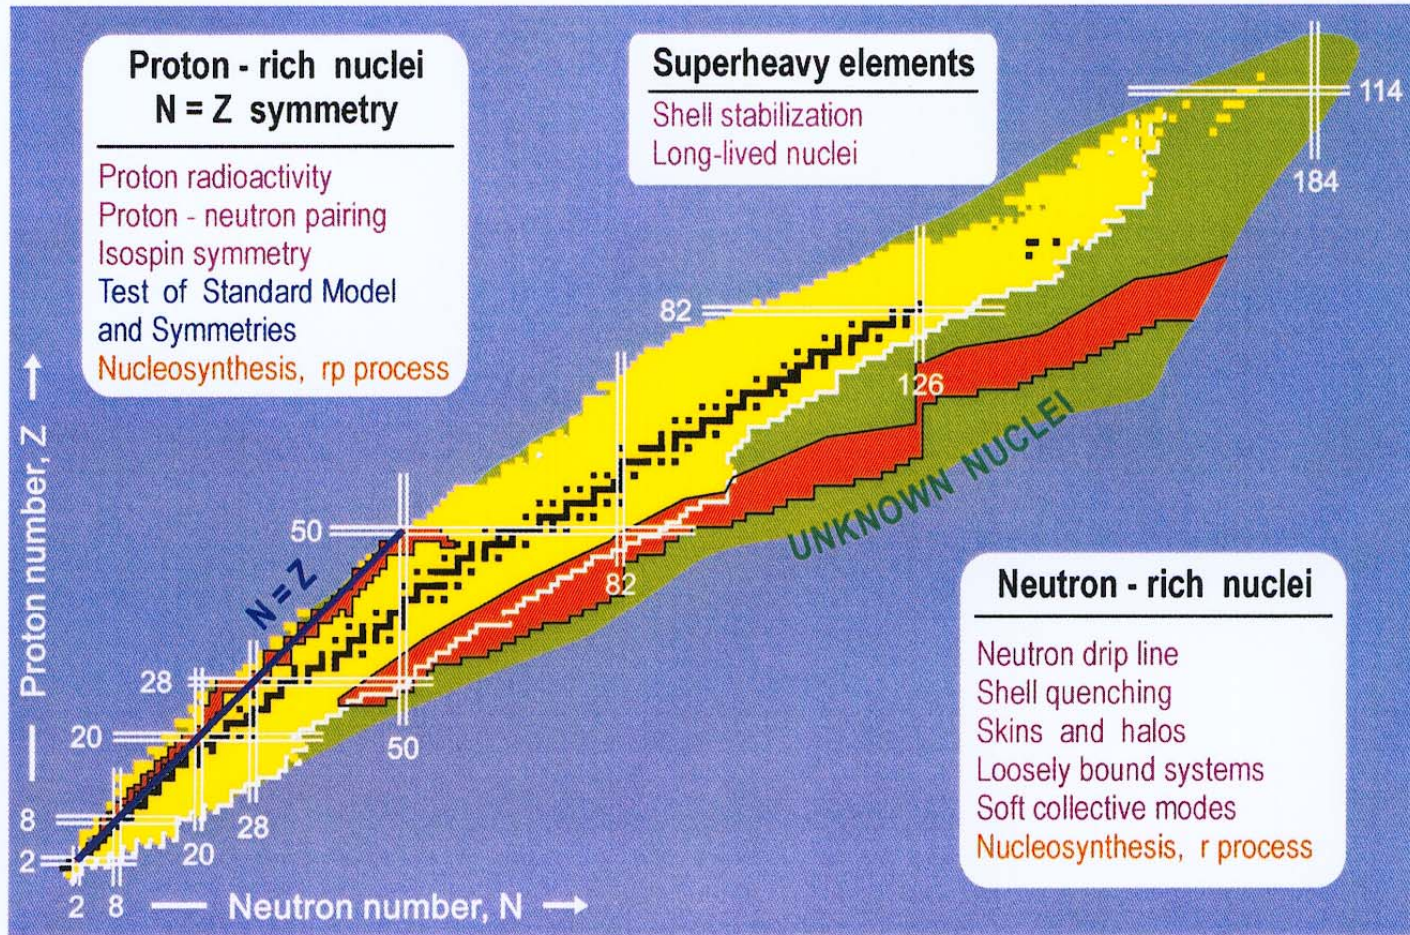 Proton - rich nuclei
N = Z symmetry
Proton radioactivity
Proton - neutron pairing
Isospin symmetry
Test of Standard Model
and Symmetries
Nucleosynthesis, rp process
Superheavy elements
Shell stabilization
Long-lived nuclei
114
184
82
126
50
82
N = Z
UNKNOWN NUCLEI
28
50
20
28
20
8
2
2 8
Proton number, Z
Neutron number, N
Neutron - rich nuclei
Neutron drip line
Shell quenching
Skins and halos
Loosely bound systems
Soft collective modes
Nucleosynthesis, r process